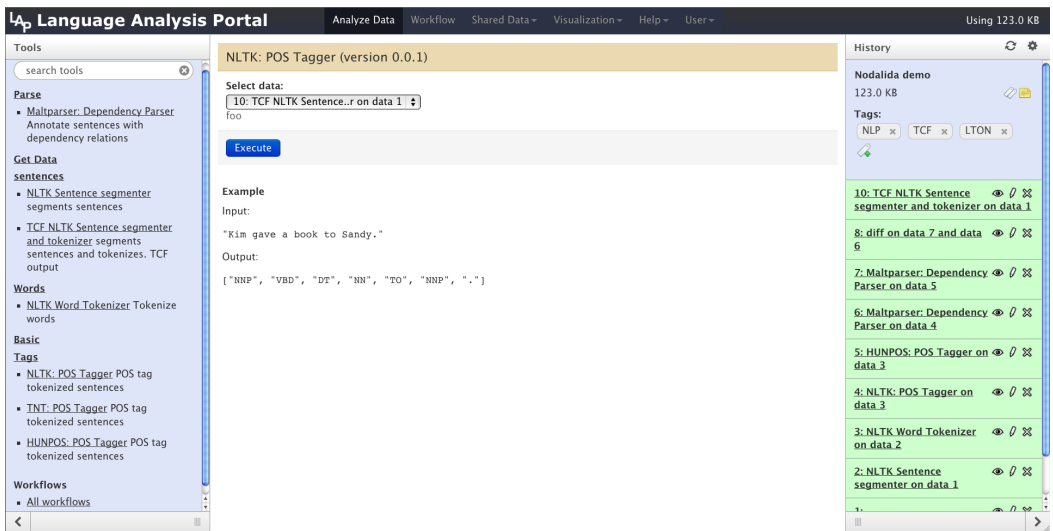 LAp Language Analysis Portal
Analyze Data Workflow Shared Data Visualization Help User
Using 123.0 KB
Tools
search tools
Parse
Maltparser: Dependency Parser
Annotate sentences with
dependency relations
Get Data
sentences
NLTK Sentence segmenter
segments sentences
TCF NLTK Sentence segmenter
and tokenizer segments
sentences and tokenizes. TCF
output
Words
NLTK Word Tokenizer Tokenize
words
Basic
Tags
NLTK: POS Tagger POS tag
tokenized sentences
TNT: POS Tagger POS tag
tokenized sentences
HUNPOS: POS Tagger POS tag
tokenized sentences
Workflows
All workflows
NLTK: POS Tagger (version 0.0.1)
Select data:
10: TCF NLTK Sentence..r on data 1
foo
Execute
Example
Input:
"Kim gave a book to Sandy."
Output:
["NNP", "VBD", "DT", "NN", "TO", "NNP", "."]
History
Nodalida demo
123.0 KB
Tags:
NLP x TCF x LTON x
10: TCF NLTK Sentence
segmenter and tokenizer on data 1
8: diff on data 7 and data
6
7: Maltparser: Dependency
Parser on data 5
6: Maltparser: Dependency
Parser on data 4
5: HUNPOS: POS Tagger on
data 3
4: NLTK: POS Tagger on
data 3
3: NLTK Word Tokenizer
on data 2
2: NLTK Sentence
segmenter on data 1
1: